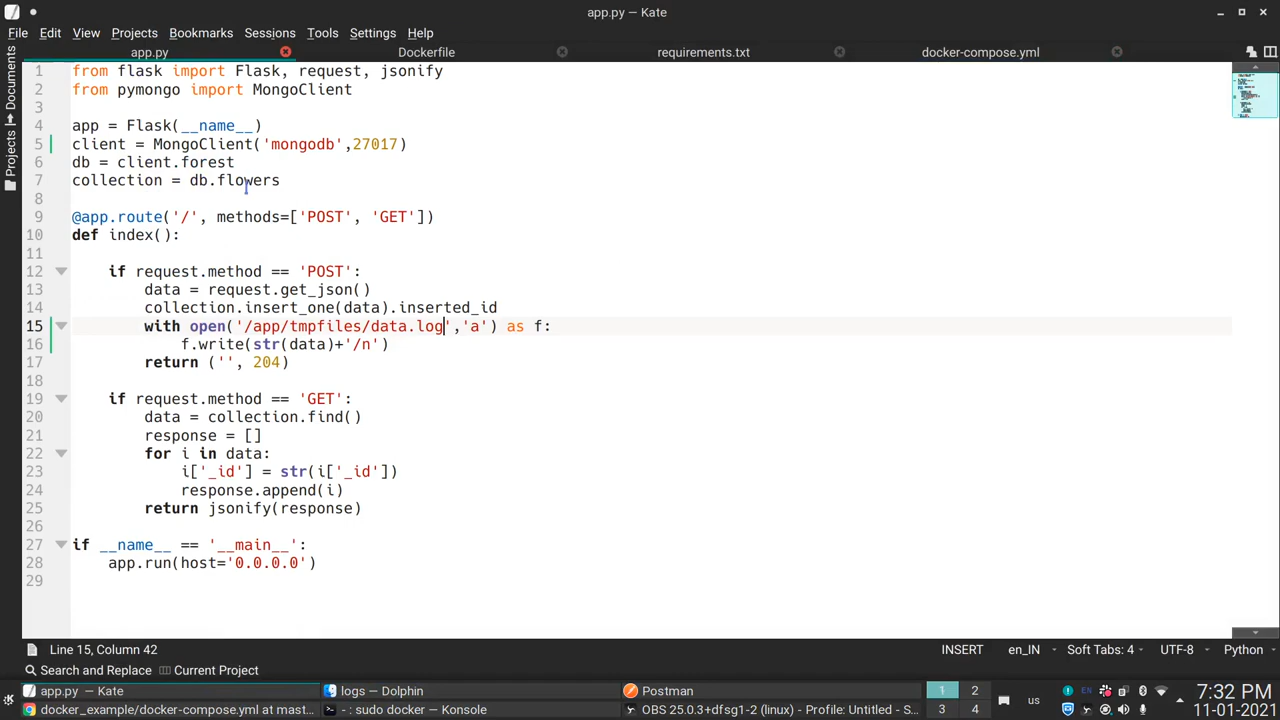 app.py — Kate
File Edit View Projects Bookmarks Sessions Tools Settings Help
app.py Dockerfile requirements.txt docker-compose.yml
Documents
Projects
1 from flask import Flask, request, jsonify
2 from pymongo import MongoClient
3
4 app = Flask(__name__)
5 client = MongoClient('mongodb',27017)
6 db = client.forest
7 collection = db.flowers
8
9 @app.route('/', methods=['POST', 'GET'])
10 def index():
11
12 if request.method == 'POST':
13 data = request.get_json()
14 collection.insert_one(data).inserted_id
15 with open('/app/tmpfiles/data.log','a') as f:
16 f.write(str(data)+'/n')
17 return ('', 204)
18
19 if request.method == 'GET':
20 data = collection.find()
21 response = []
22 for i in data:
23 i['_id'] = str(i['_id'])
24 response.append(i)
25 return jsonify(response)
26
27 if __name__ == '__main__':
28 app.run(host='0.0.0.0')
29
Line 15, Column 42 INSERT en_IN Soft Tabs: 4 UTF-8 Python
Search and Replace Current Project
app.py — Kate logs — Dolphin Postman 1 2 us 7:32 PM
docker_example/docker-compose.yml at mast... - : sudo docker — Konsole OBS 25.0.3+dfsg1-2 (linux) - Profile: Untitled - S... 3 4 11-01-2021
EN